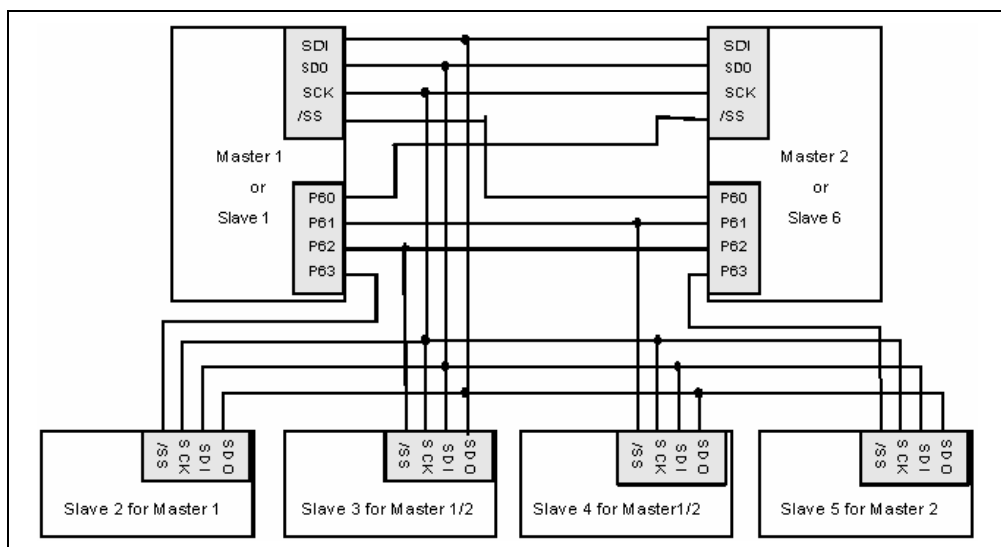 SDI
SDO
SCK
/SS
Master 1
or
Slave 1
P60
P61
P62
P63
SDI
SDO
SCK
/SS
Master 2
or
Slave 6
P60
P61
P62
P63
/SS
SCK
SDI
SDO
Slave 2 for Master 1
/SS
SCK
SDI
SDO
Slave 3 for Master 1/2
/SS
SCK
SDI
SDO
Slave 4 for Master1/2
/SS
SCK
SDI
SDO
Slave 5 for Master 2